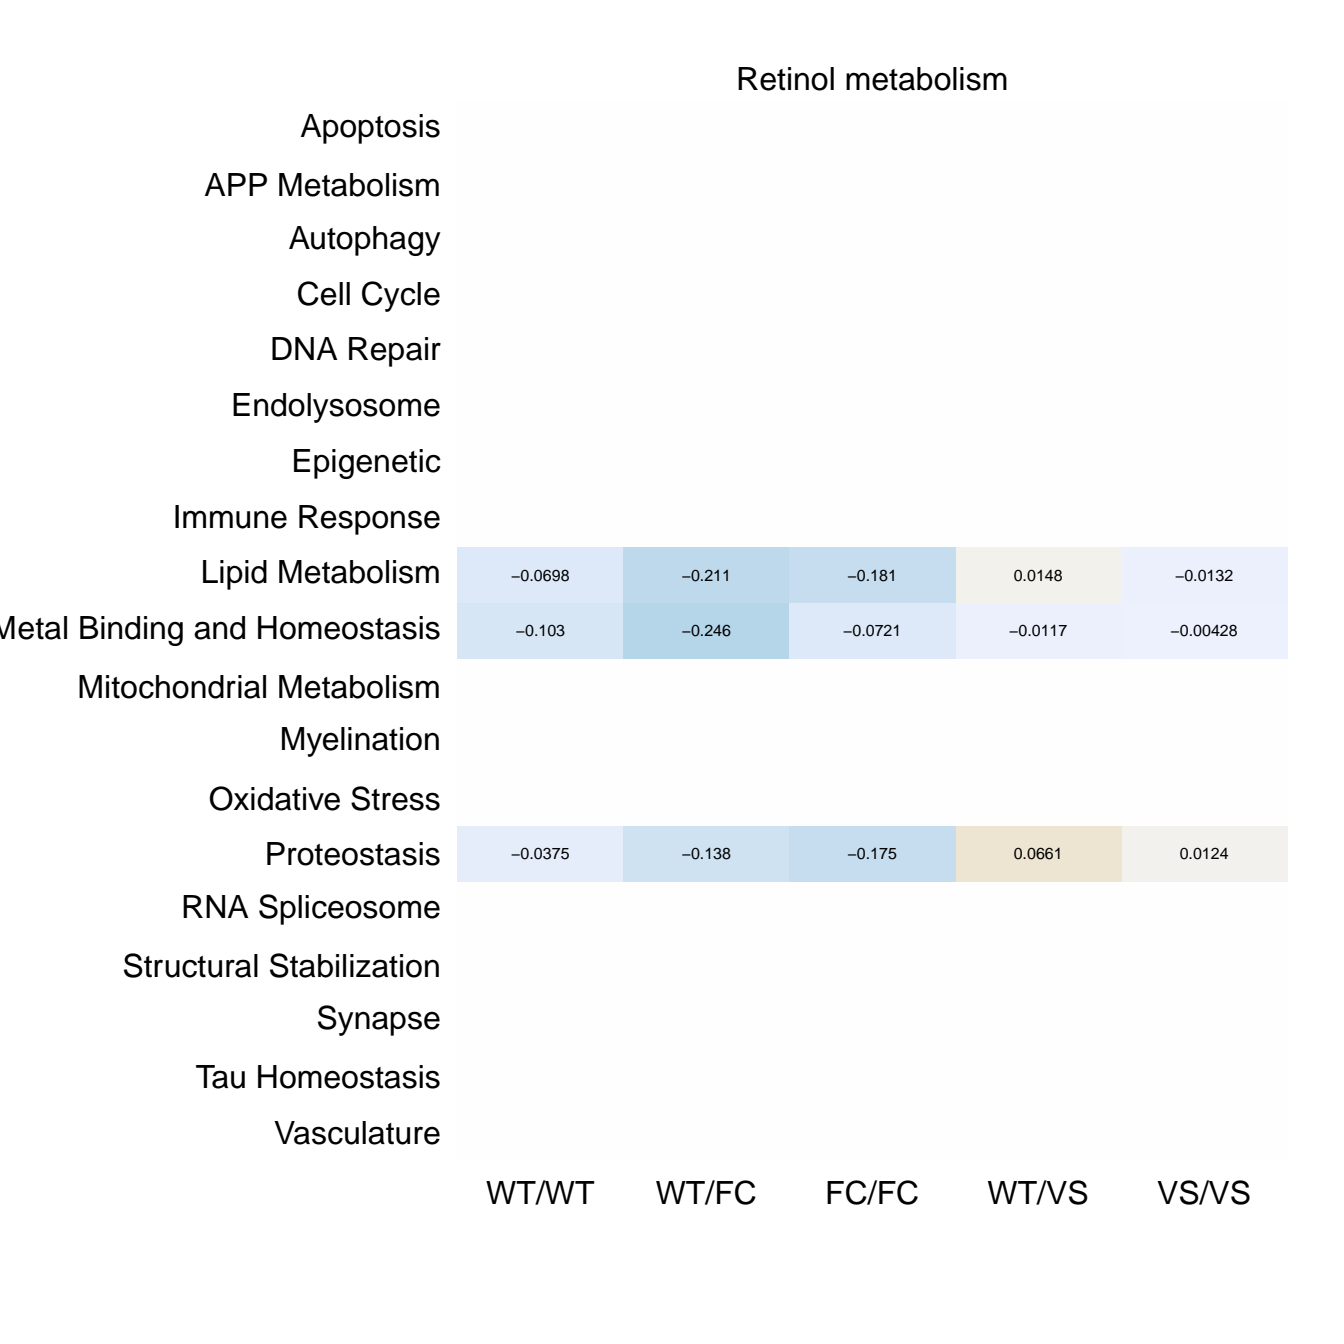 Retinol metabolism
Apoptosis
APP Metabolism
Autophagy
Cell Cycle
DNA Repair
Endolysosome
Epigenetic
Immune Response
Lipid Metabolism −0.0698 −0.211 −0.181 0.0148 −0.0132
Metal Binding and Homeostasis −0.103 −0.246 −0.0721 −0.0117 −0.00428
Mitochondrial Metabolism
Myelination
Oxidative Stress
Proteostasis −0.0375 −0.138 −0.175 0.0661 0.0124
RNA Spliceosome
Structural Stabilization
Synapse
Tau Homeostasis
Vasculature
WT/WT WT/FC FC/FC WT/VS VS/VS